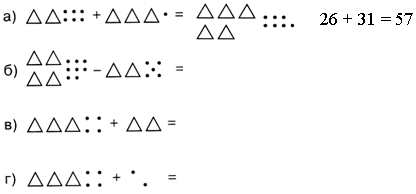 а) + = 26 + 31 = 57
б) - =
в) + =
г) + =